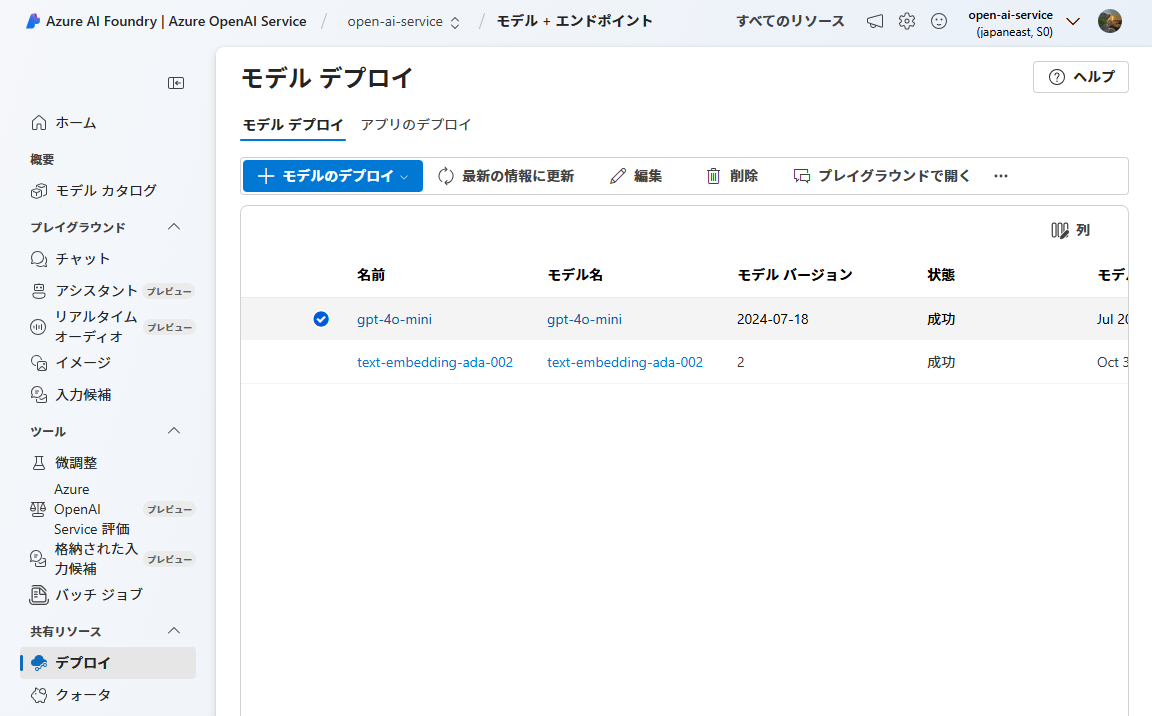 Azure AI Foundry | Azure OpenAI Service / open-ai-service / モデル + エンドポイント
すべてのリソース
open-ai-service
(japaneast, S0)
ホーム
概要
モデル カタログ
プレイグラウンド
チャット
アシスタント プレビュー
リアルタイム
オーディオ
プレビュー
イメージ
入力候補
ツール
微調整
Azure
OpenAI
Service 評価
プレビュー
格納された入
力候補
プレビュー
バッチ ジョブ
共有リソース
デプロイ
クォータ
モデル デプロイ
ヘルプ
モデル デプロイ アプリのデプロイ
モデルのデプロイ 最新の情報に更新 編集 削除 プレイグラウンドで開く ...
列
名前 モデル名 モデル バージョン 状態 モデ
gpt-4o-mini gpt-4o-mini 2024-07-18 成功 Jul 20
text-embedding-ada-002 text-embedding-ada-002 2 成功 Oct 3